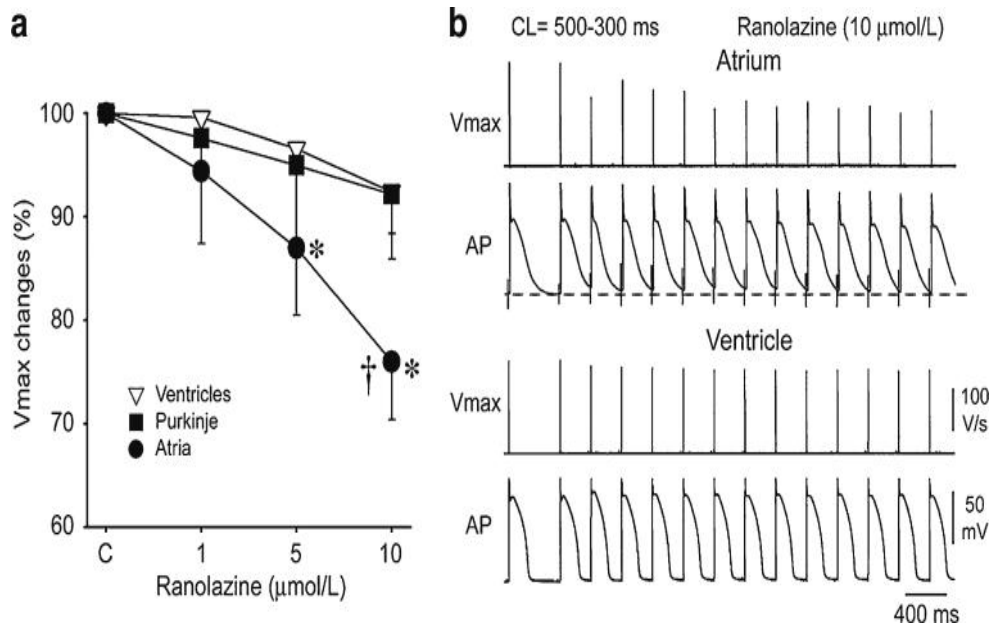 a
Vmax changes (%)
100
90
80
70
60
C
1
5
10
*
† *
Ventricles
Purkinje
Atria
Ranolazine (μmol/L)
b
CL= 500-300 ms
Ranolazine (10 μmol/L)
Atrium
Vmax
AP
Ventricle
Vmax
100
V/s
AP
50
mV
400 ms